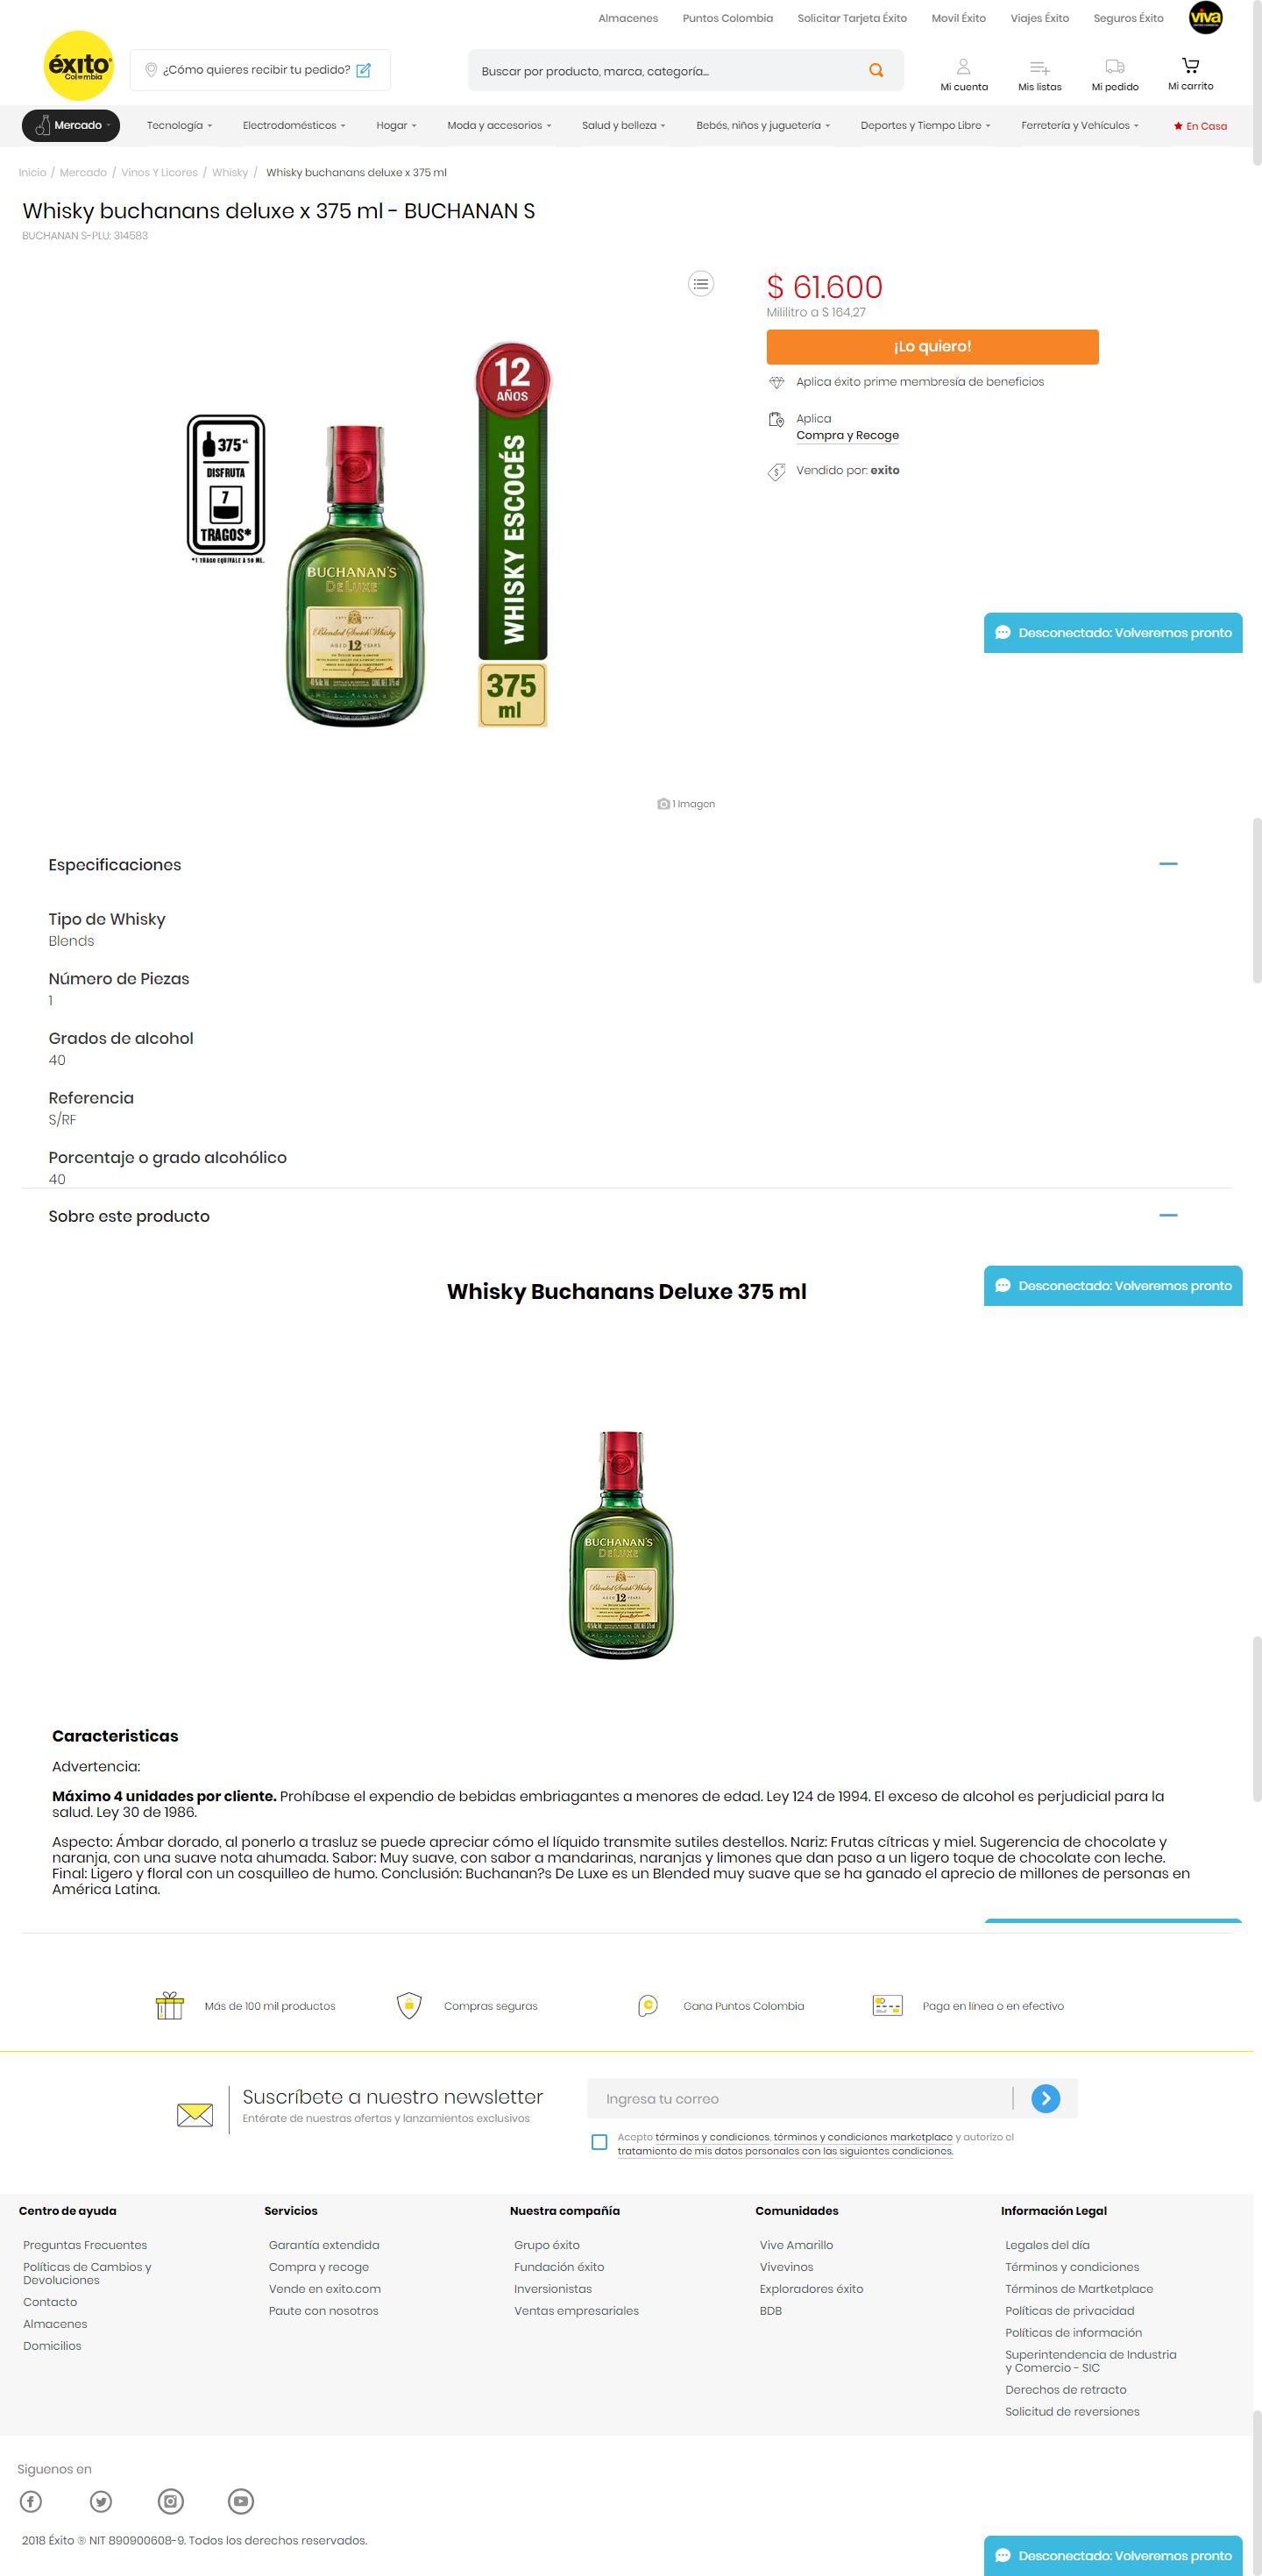 Almacenes Puntos Colombia Solicitar Tarjeta Éxito Movil Éxito Viajes Éxito Seguros Éxito viva
éxito
Colombia
¿Cómo quieres recibir tu pedido?
Buscar por producto, marca, categoría...
Mi cuenta Mis listas Mi pedido Mi carrito
Mercado Tecnología Electrodomésticos Hogar Moda y accesorios Salud y belleza Bebés, niños y juguetería Deportes y Tiempo Libre Ferretería y Vehículos En Casa
Inicio / Mercado / Vinos Y Licores / Whisky / Whisky buchanans deluxe x 375 ml
Whisky buchanans deluxe x 375 ml - BUCHANAN S
BUCHANAN S-PLU: 314583
375 ML
DISFRUTA
7
TRAGOS*
*1 TRAGO EQUIVALE A 50 ML.
BUCHANAN'S
DELUXE
Blended Scotch Whisky
AGED 12 YEARS
12
AÑOS
WHISKY ESCOCÉS
375
ml
$ 61.600
Mililitro a $ 164,27
¡Lo quiero!
Aplica éxito prime membresía de beneficios
Aplica
Compra y Recoge
Vendido por: exito
Desconectado: Volveremos pronto
1 Imagen
Especificaciones
Tipo de Whisky
Blends
Número de Piezas
1
Grados de alcohol
40
Referencia
S/RF
Porcentaje o grado alcohólico
40
Sobre este producto
Whisky Buchanans Deluxe 375 ml
Desconectado: Volveremos pronto
BUCHANAN'S
DELUXE
Blended Scotch Whisky
AGED 12 YEARS
Caracteristicas
Advertencia:
Máximo 4 unidades por cliente. Prohíbase el expendio de bebidas embriagantes a menores de edad. Ley 124 de 1994. El exceso de alcohol es perjudicial para la
salud. Ley 30 de 1986.
Aspecto: Ámbar dorado, al ponerlo a trasluz se puede apreciar cómo el líquido transmite sutiles destellos. Nariz: Frutas cítricas y miel. Sugerencia de chocolate y
naranja, con una suave nota ahumada. Sabor: Muy suave, con sabor a mandarinas, naranjas y limones que dan paso a un ligero toque de chocolate con leche.
Final: Ligero y floral con un cosquilleo de humo. Conclusión: Buchanan?s De Luxe es un Blended muy suave que se ha ganado el aprecio de millones de personas en
América Latina.
Más de 100 mil productos Compras seguras Gana Puntos Colombia Paga en línea o en efectivo
Suscríbete a nuestro newsletter
Entérate de nuestras ofertas y lanzamientos exclusivos
Ingresa tu correo
Acepto términos y condiciones, términos y condiciones marketplace y autorizo el
tratamiento de mis datos personales con las siguientes condiciones.
Centro de ayuda
Preguntas Frecuentes
Políticas de Cambios y
Devoluciones
Contacto
Almacenes
Domicilios
Servicios
Garantía extendida
Compra y recoge
Vende en exito.com
Paute con nosotros
Nuestra compañía
Grupo éxito
Fundación éxito
Inversionistas
Ventas empresariales
Comunidades
Vive Amarillo
Vivevinos
Exploradores éxito
BDB
Información Legal
Legales del día
Términos y condiciones
Términos de Martketplace
Políticas de privacidad
Políticas de información
Superintendencia de Industria
y Comercio - SIC
Derechos de retracto
Solicitud de reversiones
Siguenos en
2018 Éxito ® NIT 890900608-9. Todos los derechos reservados.
Desconectado: Volveremos pronto